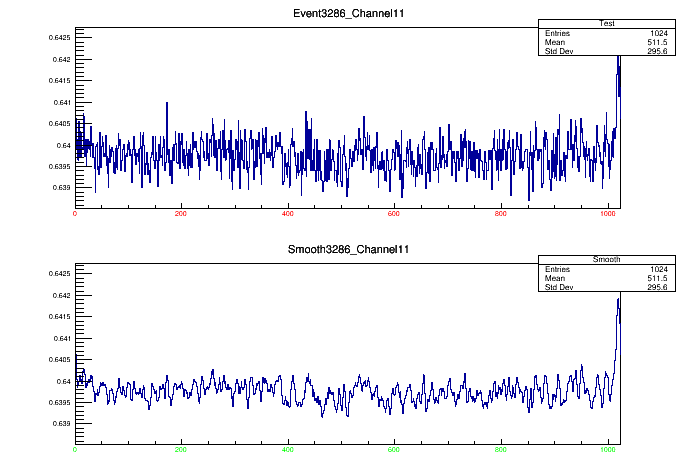 Event3286_Channel11
Test
Entries 1024
Mean 511.5
Std Dev 295.6
0.6425
0.642
0.6415
0.641
0.6405
0.64
0.6395
0.639
0 200 400 600 800 1000
Smooth3286_Channel11
Smooth
Entries 1024
Mean 511.5
Std Dev 295.6
0.6425
0.642
0.6415
0.641
0.6405
0.64
0.6395
0.639
0 200 400 600 800 1000